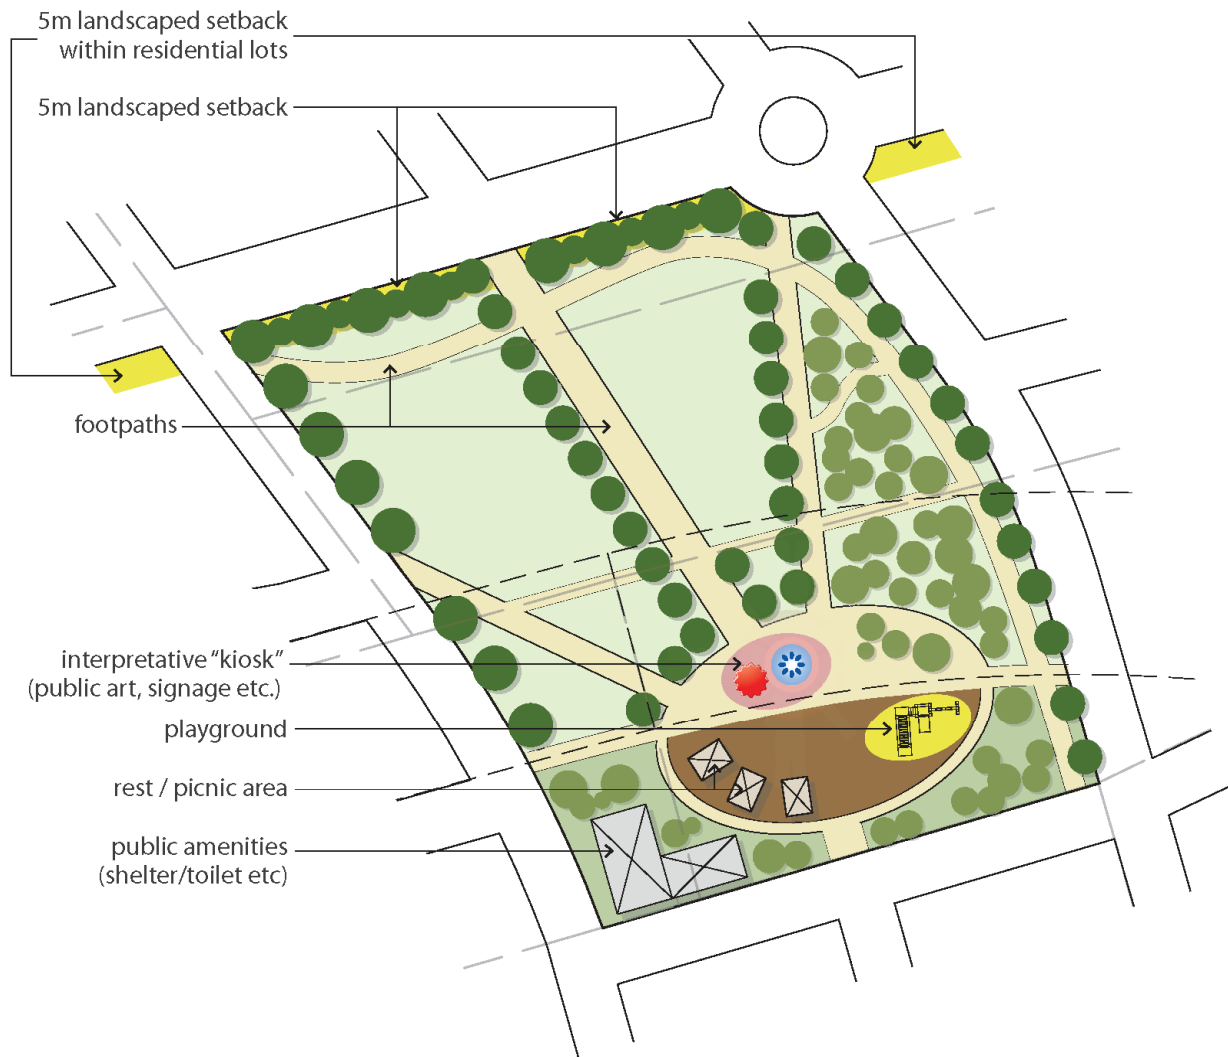 5m landscaped setback
within residential lots
5m landscaped setback
footpaths
interpretative “kiosk”
(public art, signage etc.)
playground
rest / picnic area
public amenities
(shelter/toilet etc)